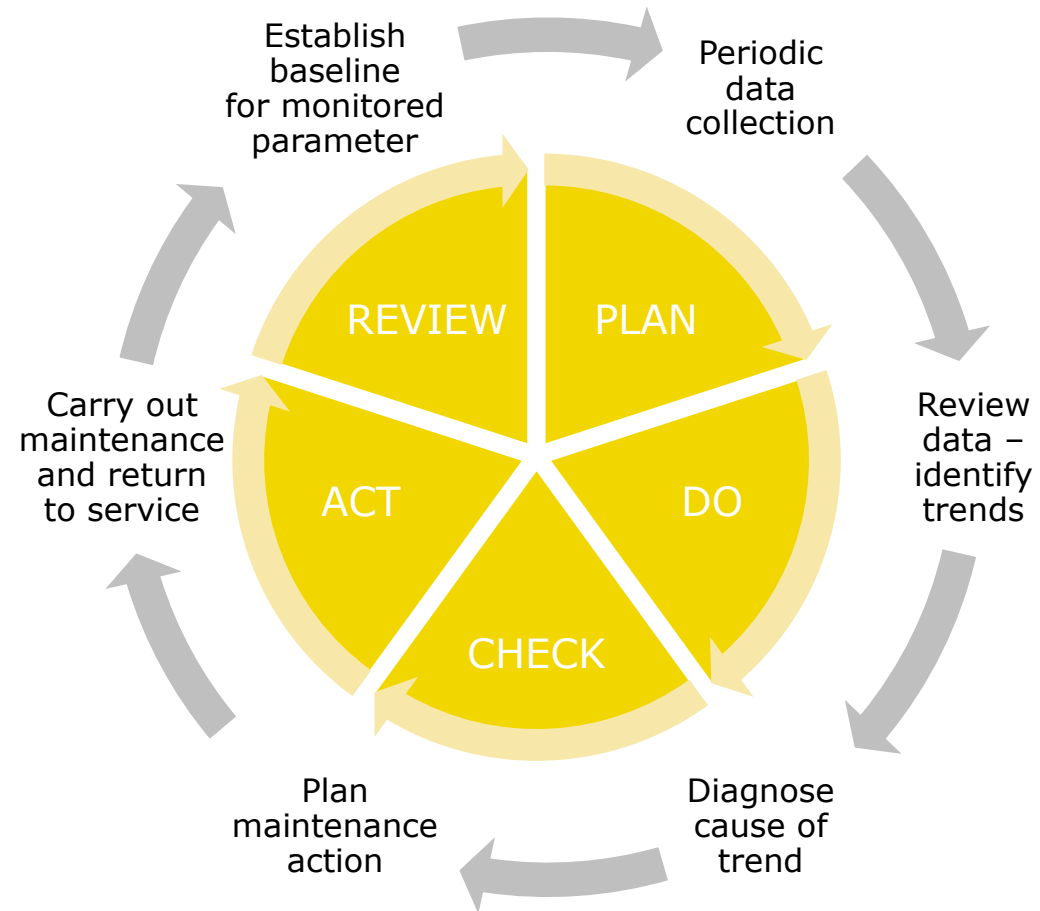 Establish
baseline
for monitored
parameter
Periodic
data
collection
Review
data –
identify
trends
Diagnose
cause of
trend
Plan
maintenance
action
Carry out
maintenance
and return
to service
REVIEW
PLAN
DO
CHECK
ACT